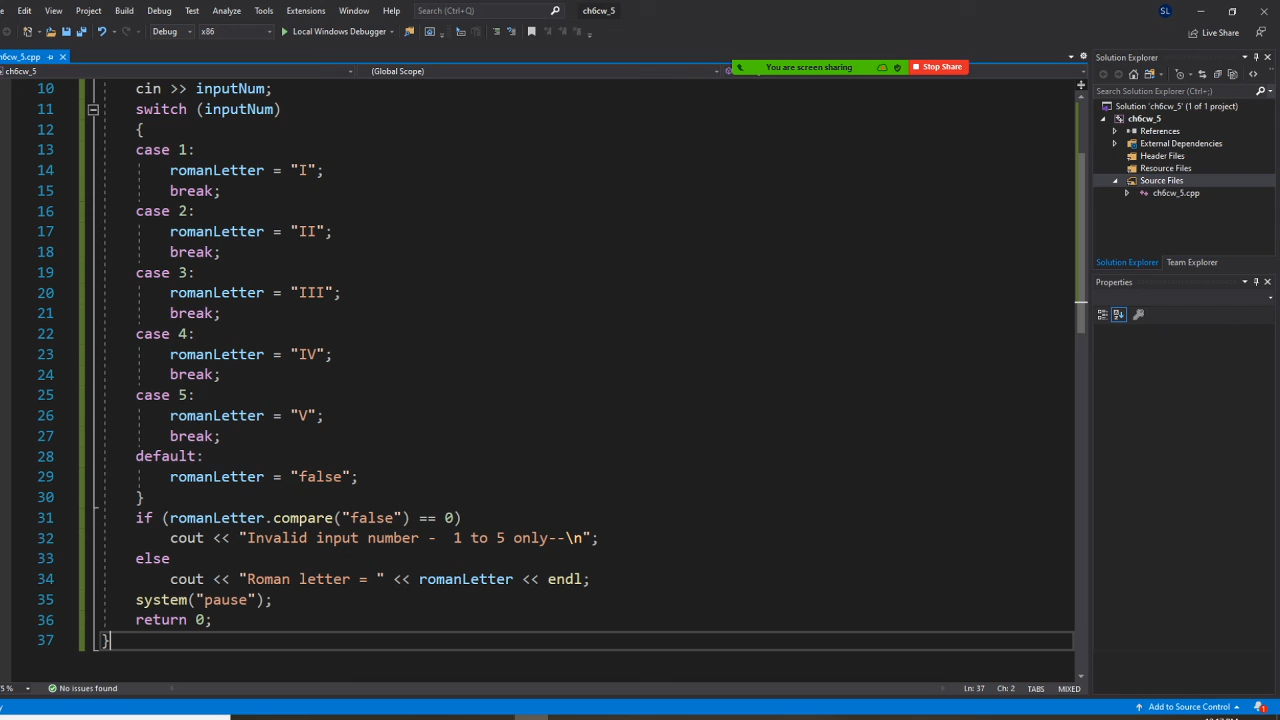 Edit View Project Build Debug Test Analyze Tools Extensions Window Help Search (Ctrl+Q) ch6cw_5 SL
Debug x86 Local Windows Debugger Live Share
ch6cw_5.cpp
ch6cw_5 (Global Scope) You are screen sharing Stop Share
10 cin >> inputNum;
11 switch (inputNum)
12 {
13 case 1:
14 romanLetter = "I";
15 break;
16 case 2:
17 romanLetter = "II";
18 break;
19 case 3:
20 romanLetter = "III";
21 break;
22 case 4:
23 romanLetter = "IV";
24 break;
25 case 5:
26 romanLetter = "V";
27 break;
28 default:
29 romanLetter = "false";
30 }
31 if (romanLetter.compare("false") == 0)
32 cout << "Invalid input number -  1 to 5 only--\n";
33 else
34 cout << "Roman letter = " << romanLetter << endl;
35 system("pause");
36 return 0;
37 }
5 % No issues found Ln: 37 Ch: 2 TABS MIXED
Solution Explorer
Search Solution Explorer (Ctrl+;)
Solution 'ch6cw_5' (1 of 1 project)
ch6cw_5
References
External Dependencies
Header Files
Resource Files
Source Files
ch6cw_5.cpp
Solution Explorer Team Explorer
Properties
Add to Source Control 1